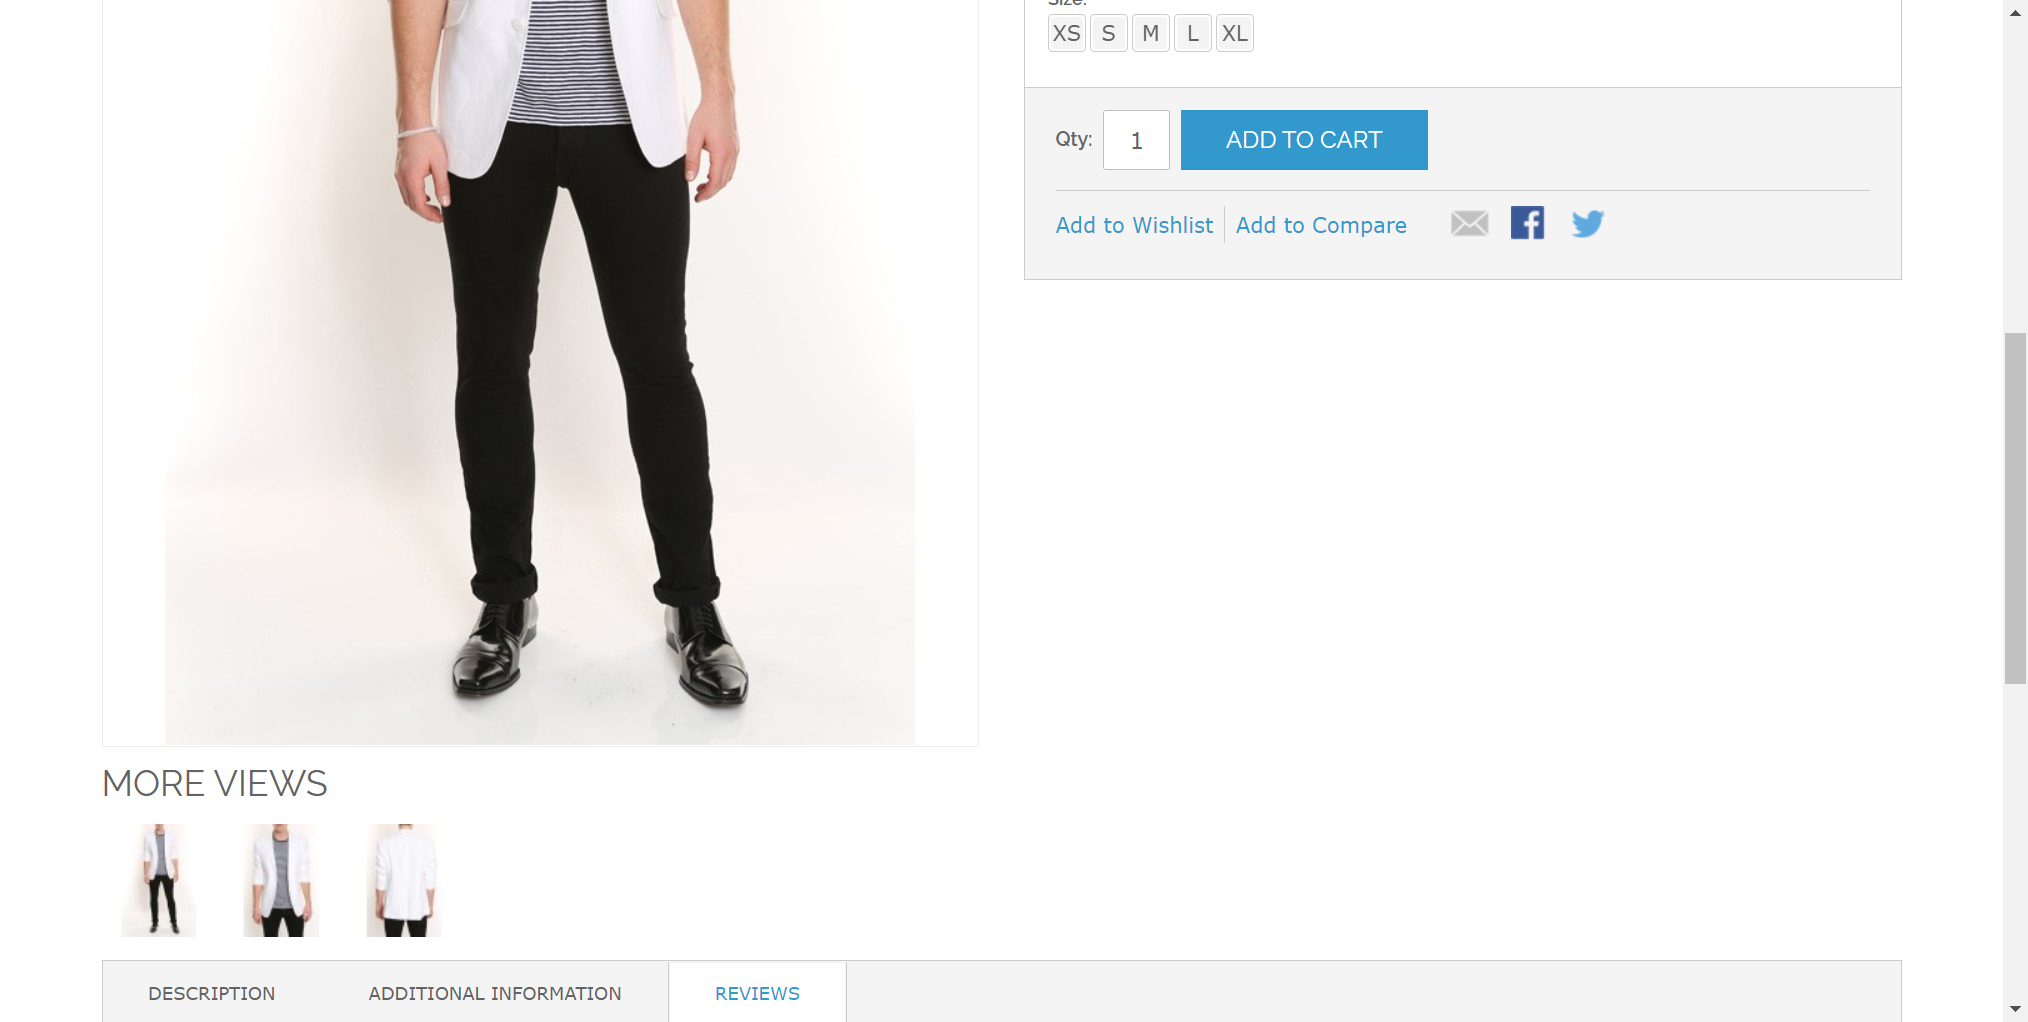 Size:
XS S M L XL
Qty: 1 ADD TO CART
Add to Wishlist Add to Compare
MORE VIEWS
DESCRIPTION ADDITIONAL INFORMATION REVIEWS